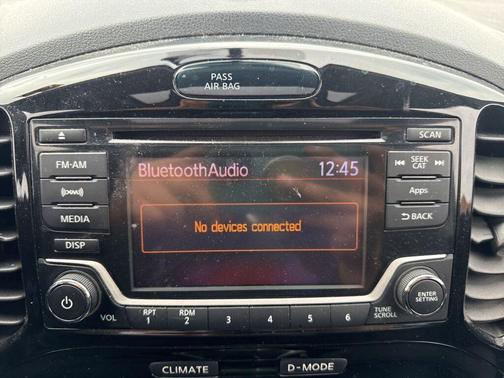 PASS
AIR BAG
SCAN
FM-AM
BluetoothAudio 12:45
SEEK
CAT
Apps
MEDIA
No devices connected
BACK
DISP
VOL
RPT
1
RDM
2
3
4
5
6
TUNE
SCROLL
ENTER
SETTING
CLIMATE
D-MODE